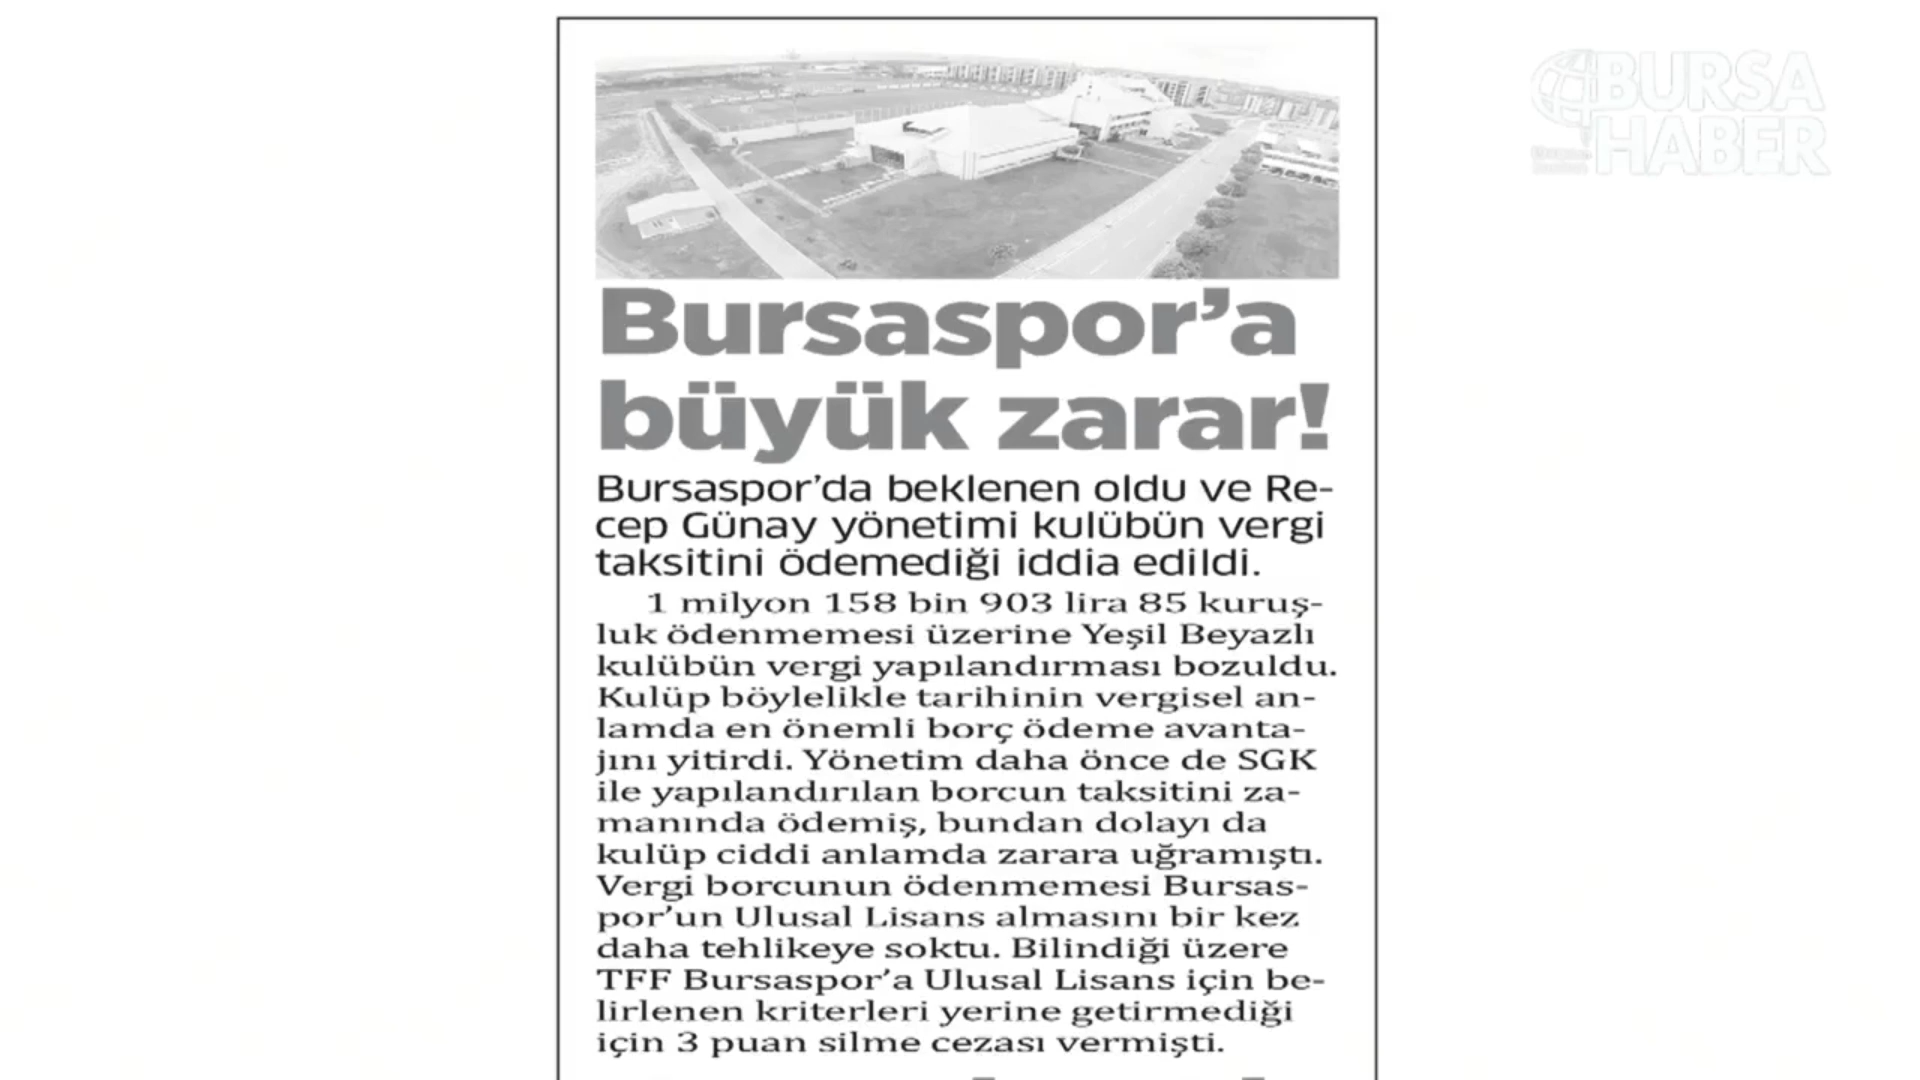 BURSA
HABER
Bursaspor’a
büyük zarar!
Bursaspor’da beklenen oldu ve Re-
cep Günay yönetimi kulübün vergi
taksitini ödemediği iddia edildi.
1 milyon 158 bin 903 lira 85 kuruş-
luk ödenmemesi üzerine Yeşil Beyazlı
kulübün vergi yapılandırması bozuldu.
Kulüp böylelikle tarihinin vergisel an-
lamda en önemli borç ödeme avanta-
jını yitirdi. Yönetim daha önce de SGK
ile yapılandırılan borcun taksitini za-
manında ödemiş, bundan dolayı da
kulüp ciddi anlamda zarara uğramıştı.
Vergi borcunun ödenmemesi Bursas-
por’un Ulusal Lisans almasını bir kez
daha tehlikeye soktu. Bilindiği üzere
TFF Bursaspor’a Ulusal Lisans için be-
lirlenen kriterleri yerine getirmediği
için 3 puan silme cezası vermişti.